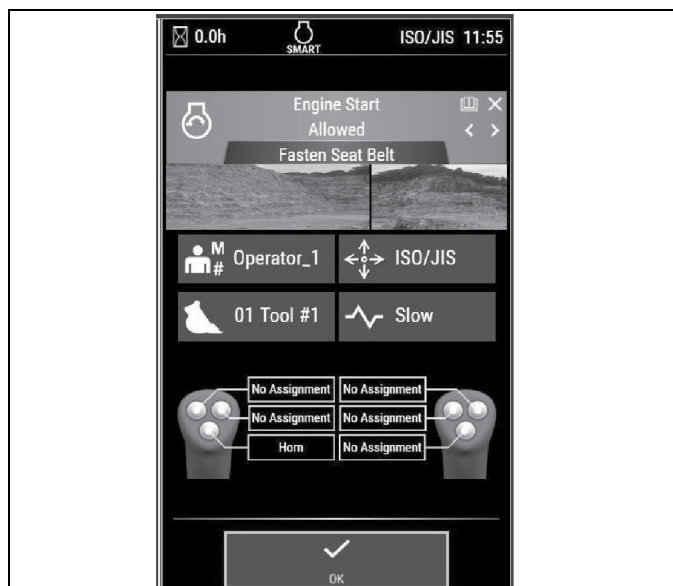 0.0h SMART ISO/JIS 11:55
Engine Start
Allowed
Fasten Seat Belt
M
# Operator_1 ISO/JIS
01 Tool #1 Slow
No Assignment No Assignment
No Assignment No Assignment
Horn No Assignment
OK